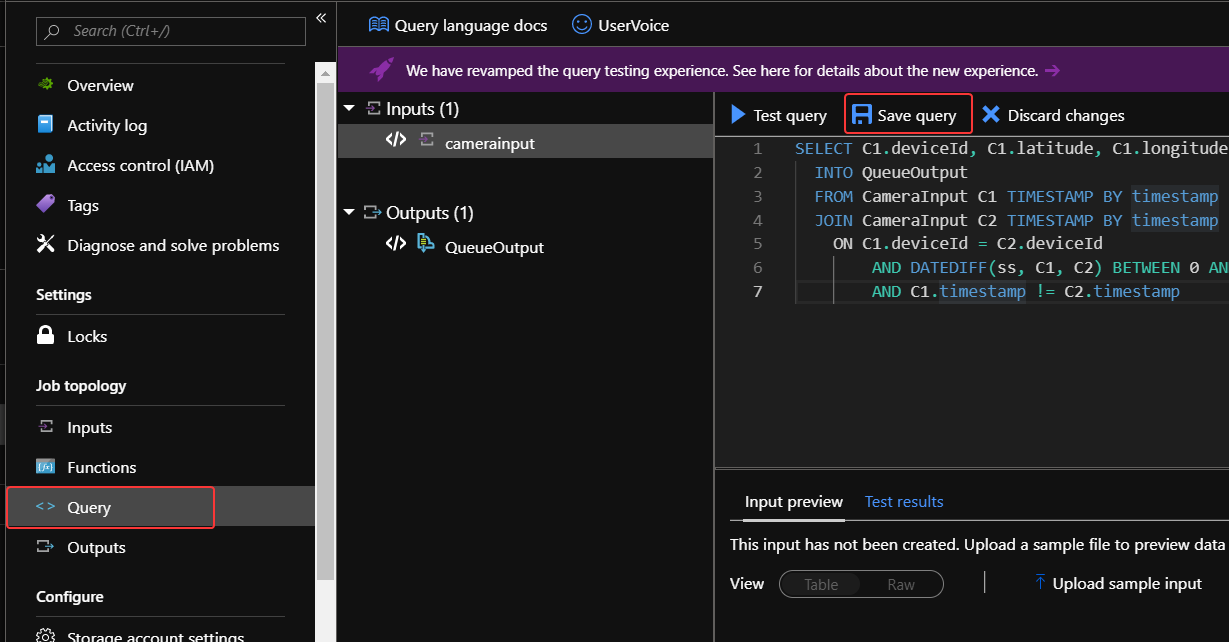 Search (Ctrl+/)
«
Overview
Activity log
Access control (IAM)
Tags
Diagnose and solve problems
Settings
Locks
Job topology
Inputs
Functions
<> Query
Outputs
Configure
Storage account settings
Query language docs
UserVoice
We have revamped the query testing experience. See here for details about the new experience. →
Inputs (1)
</> camerainput
Outputs (1)
</> QueueOutput
Test query
Save query
Discard changes
1 SELECT C1.deviceId, C1.latitude, C1.longitude
2 INTO QueueOutput
3 FROM CameraInput C1 TIMESTAMP BY timestamp
4 JOIN CameraInput C2 TIMESTAMP BY timestamp
5 ON C1.deviceId = C2.deviceId
6 AND DATEDIFF(ss, C1, C2) BETWEEN 0 AN
7 AND C1.timestamp != C2.timestamp
Input preview
Test results
This input has not been created. Upload a sample file to preview data
View
Table
Raw
Upload sample input